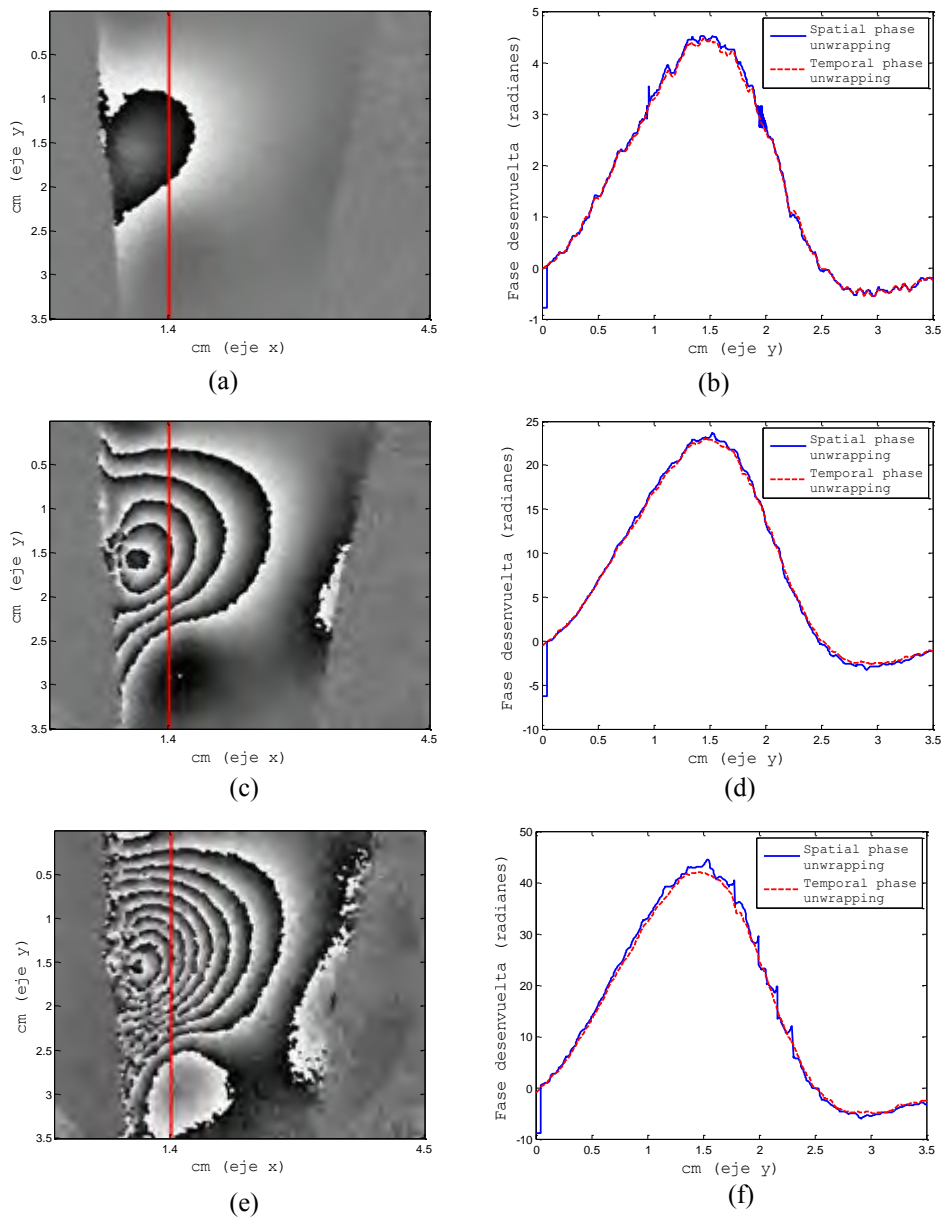 0.5
1
1.5
2
2.5
3
3.5
cm (eje y)
1.4
4.5
cm (eje x)
(a)
5
4
3
2
1
0
-1
Fase desenvuelta (radianes)
0
0.5
1
1.5
2
2.5
3
3.5
cm (eje y)
Spatial phase
unwrapping
Temporal phase
unwrapping
(b)
0.5
1
1.5
2
2.5
3
3.5
cm (eje y)
1.4
4.5
cm (eje x)
(c)
25
20
15
10
5
0
-5
-10
Fase desenvuelta (radianes)
0
0.5
1
1.5
2
2.5
3
3.5
cm (eje y)
Spatial phase
unwrapping
Temporal phase
unwrapping
(d)
0.5
1
1.5
2
2.5
3
3.5
cm (eje y)
1.4
4.5
cm (eje x)
(e)
50
40
30
20
10
0
-10
Fase desenvuelta (radianes)
0
0.5
1
1.5
2
2.5
3
3.5
cm (eje y)
Spatial phase
unwrapping
Temporal phase
unwrapping
(f)